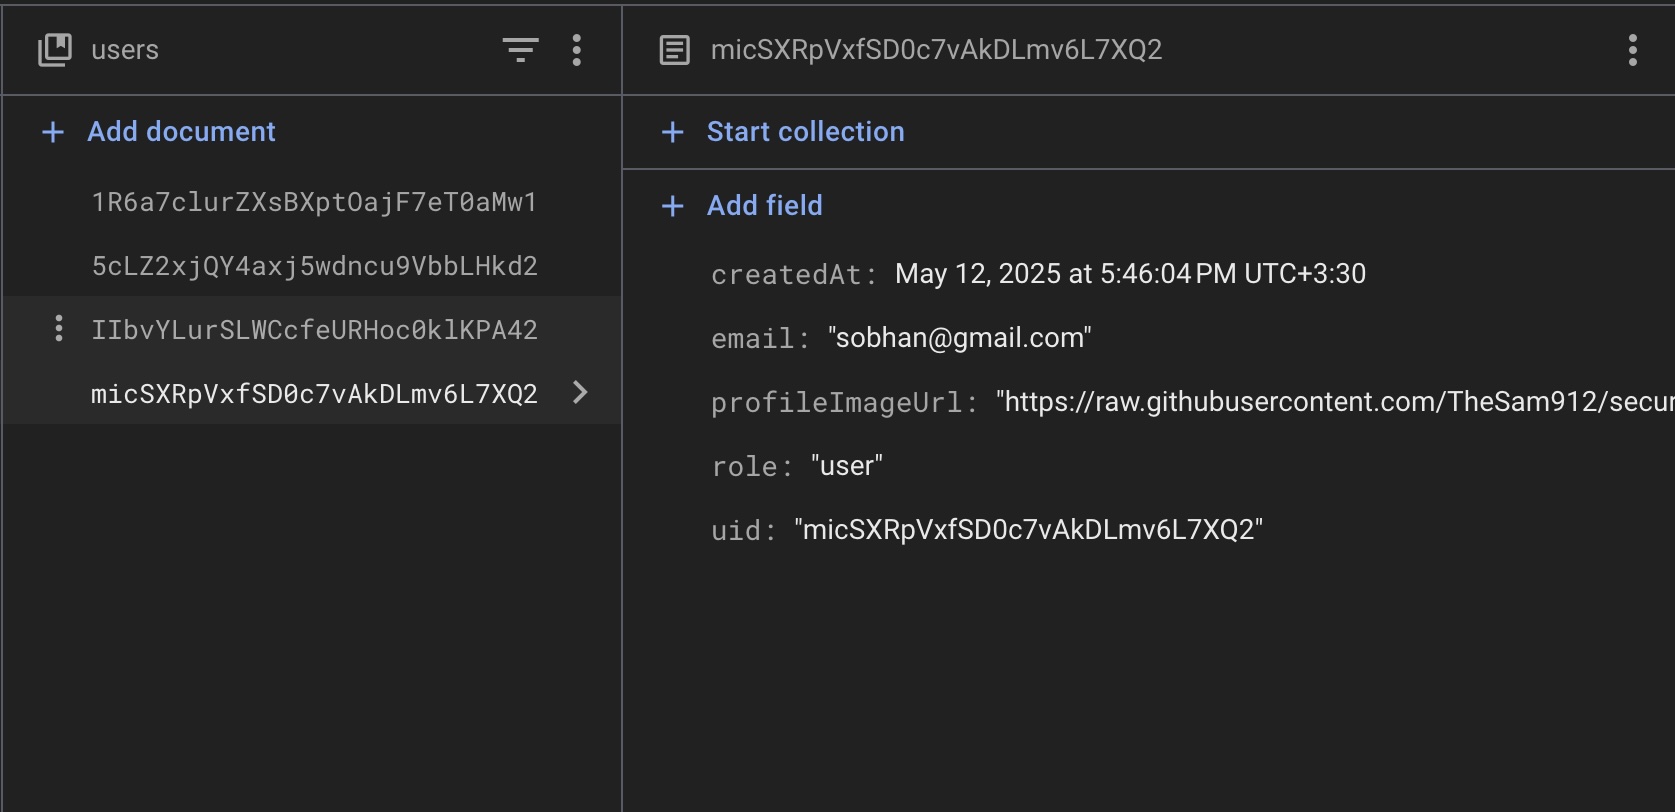 users
Add document
1R6a7clurZXsBXptOajF7eT0aMw1
5cLZ2xjQY4axj5wdncu9VbbLHkd2
IIbvYLurSLWCcfeURHoc0klKPA42
micSXRpVxfSD0c7vAkDLmv6L7XQ2
micSXRpVxfSD0c7vAkDLmv6L7XQ2
Start collection
Add field
createdAt: May 12, 2025 at 5:46:04 PM UTC+3:30
email: "sobhan@gmail.com"
profileImageUrl: "https://raw.githubusercontent.com/TheSam912/secur
role: "user"
uid: "micSXRpVxfSD0c7vAkDLmv6L7XQ2"